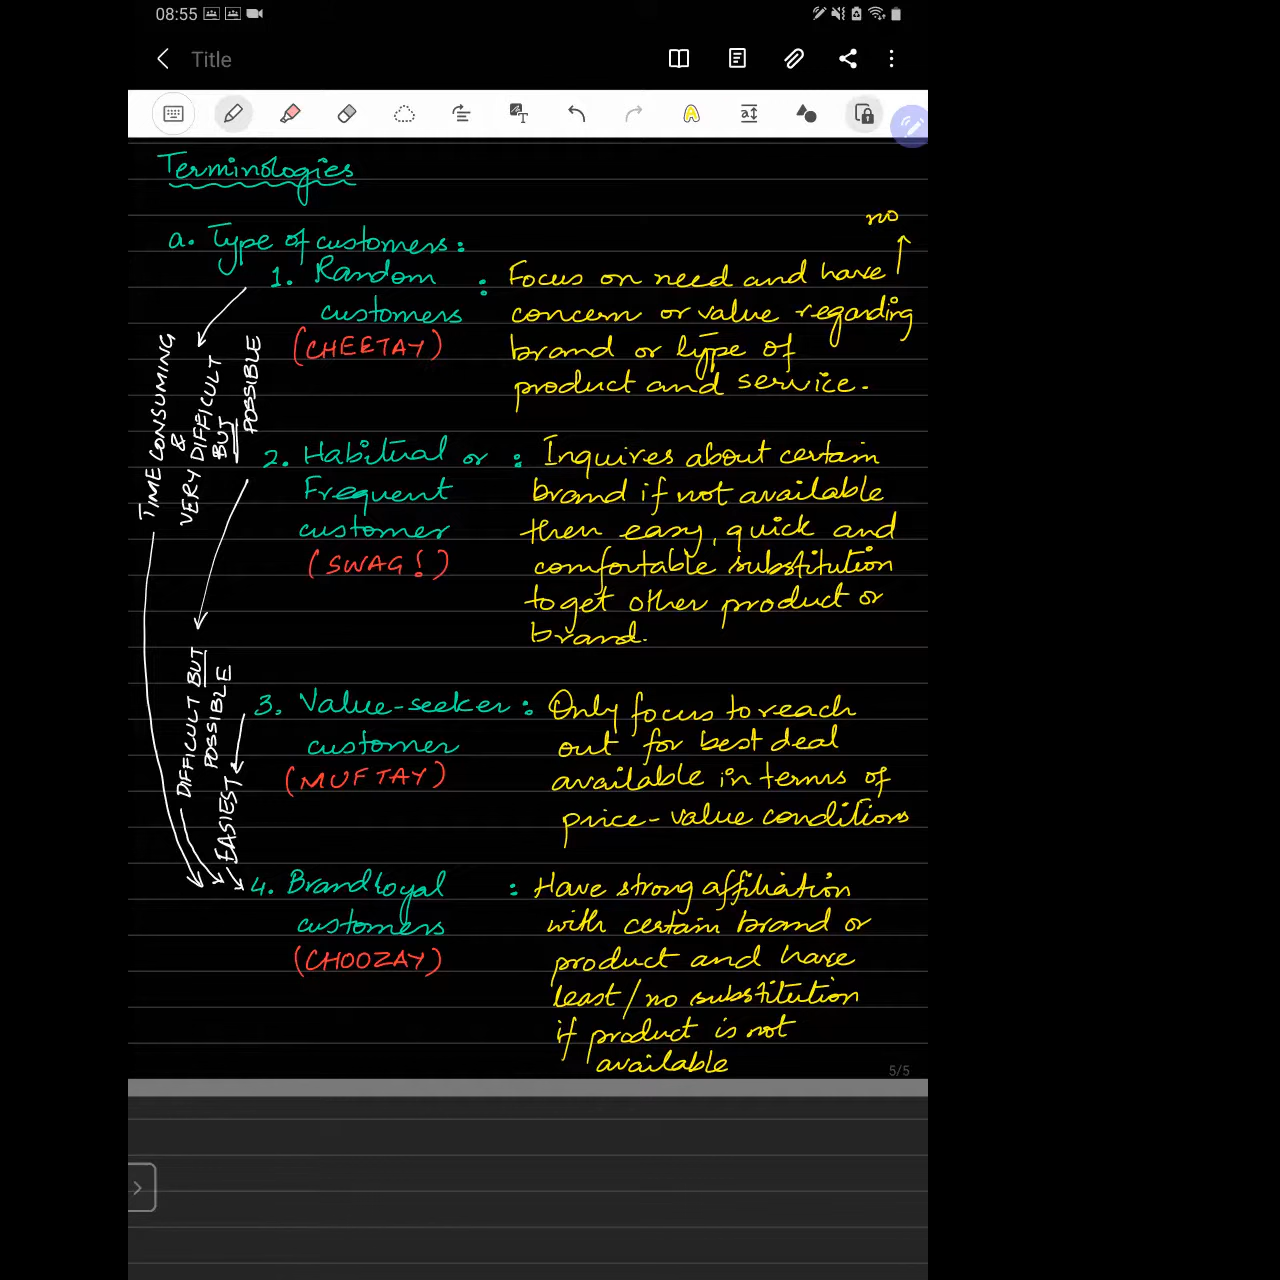 08:55
Title
Terminologies
no
a. Type of customers:
1. Random : Focus on need and have
customers concern or value regarding
(CHEETAY) brand or type of
product and service.
TIME CONSUMING
&
VERY DIFFICULT
BUT
POSSIBLE
2. Habitual or : Inquires about certain
Frequent brand if not available
customer then easy, quick and
(SWAG!) comfortable substitution
to get other product or
brand.
DIFFICULT BUT
POSSIBLE
3. Value-seeker : Only focus to reach
customer out for best deal
(MUFTAY) available in terms of
price-value conditions
EASIEST
4. Brand Loyal : Have strong affiliation
customers with certain brand or
(CHOOZAY) product and have
least/no substitution
if product is not
available
5/5